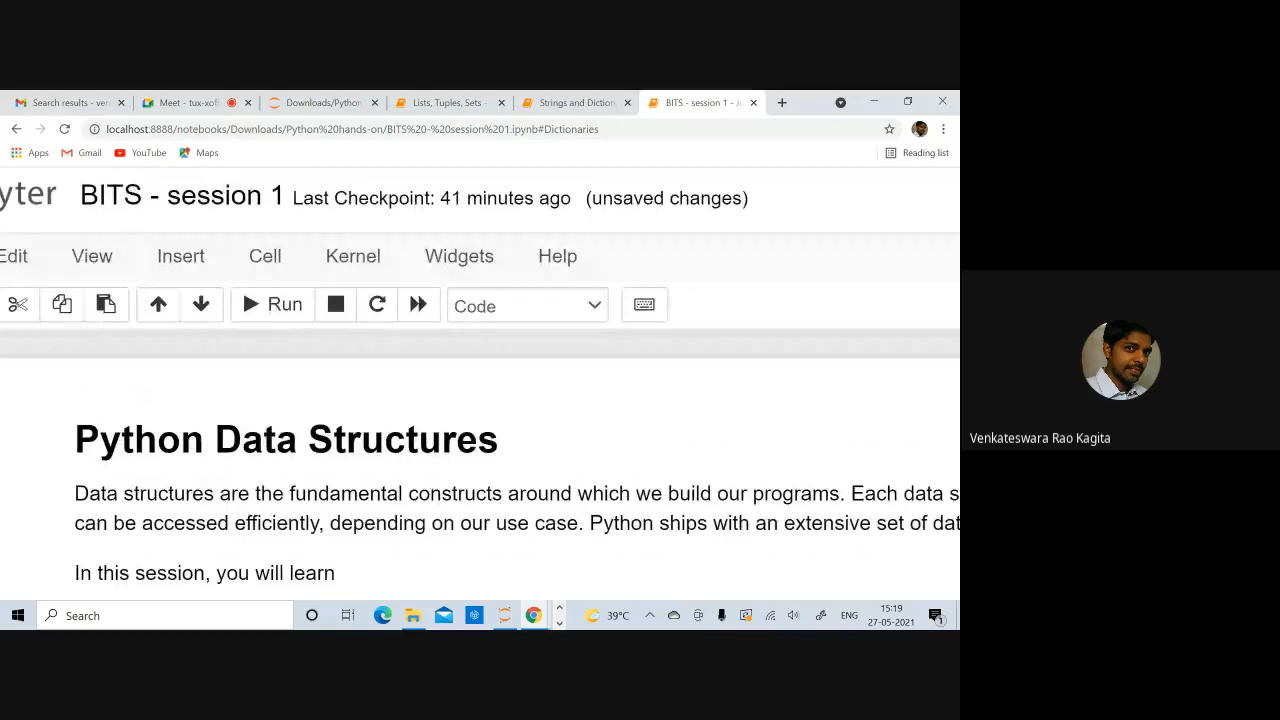 Search results - ven
Meet - tux-xof
Downloads/Python
Lists, Tuples, Sets -
Strings and Diction
BITS - session 1 - Ju
localhost:8888/notebooks/Downloads/Python%20hands-on/BITS%20-%20session%201.ipynb#Dictionaries
Apps
Gmail
YouTube
Maps
Reading list
yter BITS - session 1 Last Checkpoint: 41 minutes ago (unsaved changes)
Edit View Insert Cell Kernel Widgets Help
Run
Code
Python Data Structures
Data structures are the fundamental constructs around which we build our programs. Each data s
can be accessed efficiently, depending on our use case. Python ships with an extensive set of dat
In this session, you will learn
Search
39°C
ENG
15:19
27-05-2021
1
Venkateswara Rao Kagita